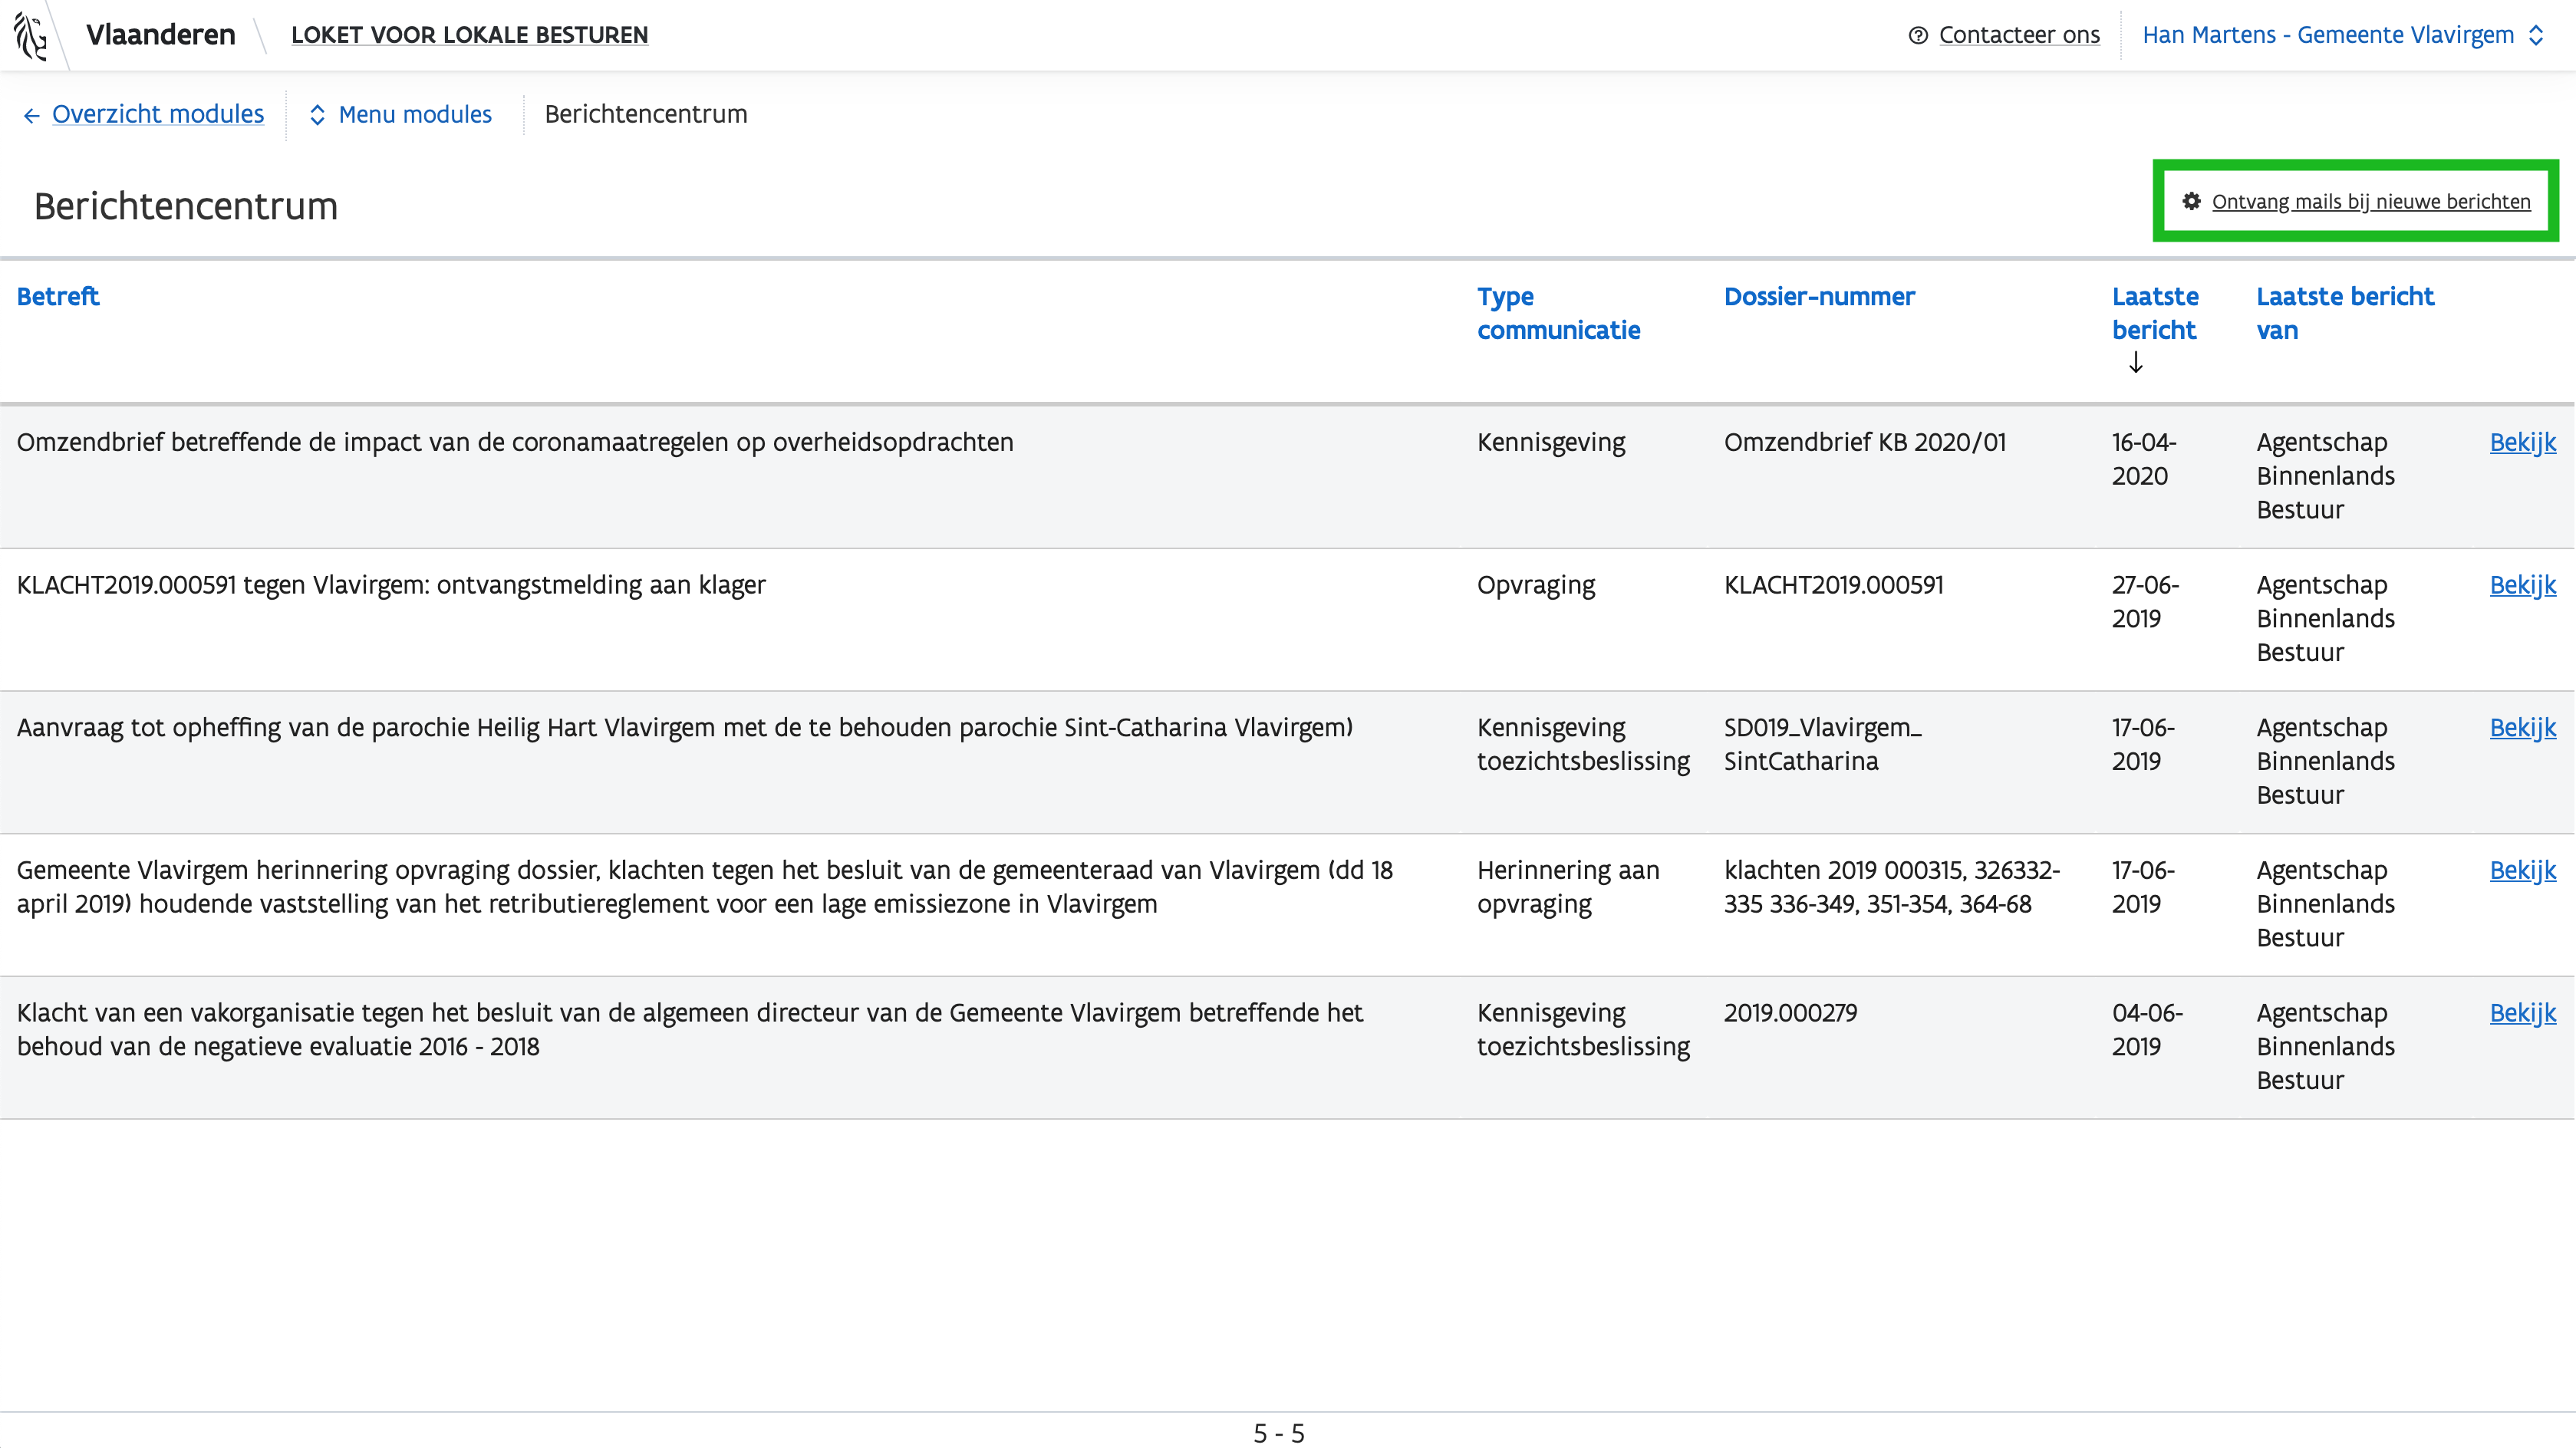 Vlaanderen LOKET VOOR LOKALE BESTUREN Contacteer ons Han Martens - Gemeente Vlavirgem
Overzicht modules Menu modules Berichtencentrum
Berichtencentrum Ontvang mails bij nieuwe berichten
Betreft Type Dossier-nummer Laatste Laatste bericht
communicatie bericht van
Omzendbrief betreffende de impact van de coronamaatregelen op overheidsopdrachten Kennisgeving Omzendbrief KB 2020/01 16-04- Agentschap Bekijk
2020 Binnenlands
Bestuur
KLACHT2019.000591 tegen Vlavirgem: ontvangstmelding aan klager Opvraging KLACHT2019.000591 27-06- Agentschap Bekijk
2019 Binnenlands
Bestuur
Aanvraag tot opheffing van de parochie Heilig Hart Vlavirgem met de te behouden parochie Sint-Catharina Vlavirgem) Kennisgeving SD019_Vlavirgem_ 17-06- Agentschap Bekijk
toezichtsbeslissing SintCatharina 2019 Binnenlands
Bestuur
Gemeente Vlavirgem herinnering opvraging dossier, klachten tegen het besluit van de gemeenteraad van Vlavirgem (dd 18 Herinnering aan klachten 2019 000315, 326332- 17-06- Agentschap Bekijk
april 2019) houdende vaststelling van het retributiereglement voor een lage emissiezone in Vlavirgem opvraging 335 336-349, 351-354, 364-68 2019 Binnenlands
Bestuur
Klacht van een vakorganisatie tegen het besluit van de algemeen directeur van de Gemeente Vlavirgem betreffende het Kennisgeving 2019.000279 04-06- Agentschap Bekijk
behoud van de negatieve evaluatie 2016 - 2018 toezichtsbeslissing 2019 Binnenlands
Bestuur
5 - 5